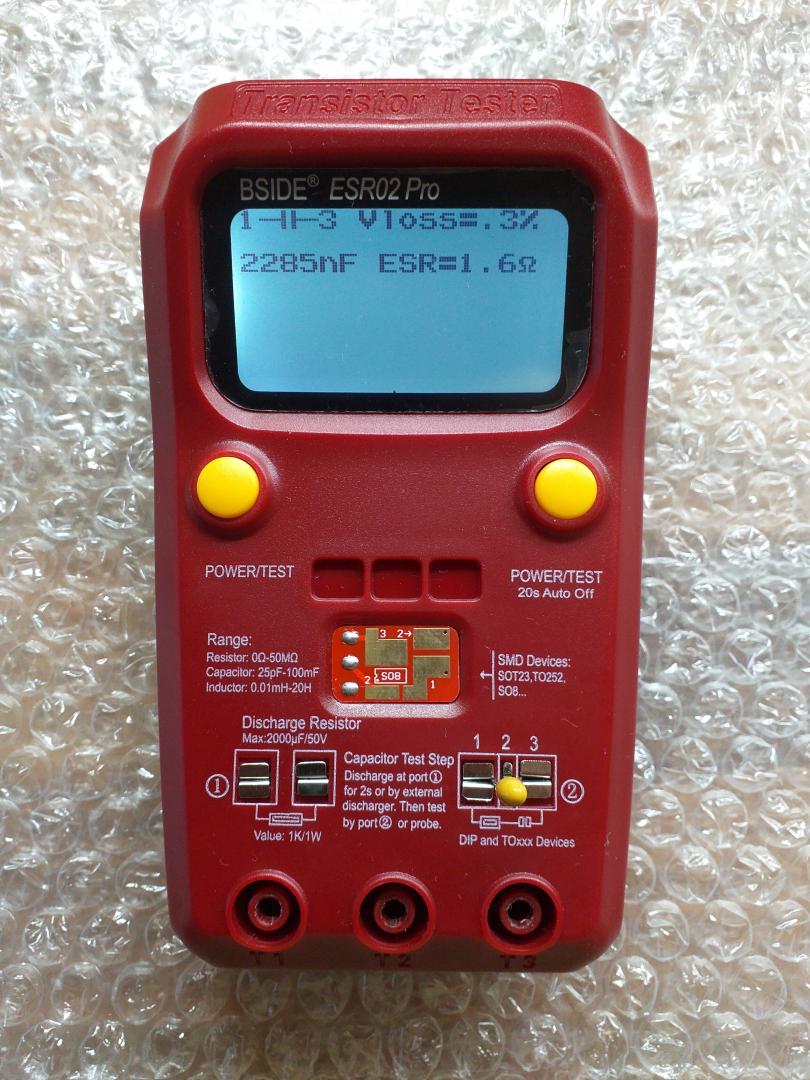 Transistor Tester
BSIDE® ESR02 Pro
1-||-3 Vloss=.3%
2285nF ESR=1.6Ω
POWER/TEST
POWER/TEST
20s Auto Off
Range:
Resistor: 0Ω-50MΩ
Capacitor: 25pF-100mF
Inductor: 0.01mH-20H
3 2→
2 SO8 1
SMD Devices:
SOT23,TO252,
SO8...
Discharge Resistor
Max:2000μF/50V
①
Value: 1K/1W
Capacitor Test Step
Discharge at port①
for 2s or by external
discharger. Then test
by port② or probe.
1 2 3
②
DIP and TOxxx Devices
T1 T2 T3